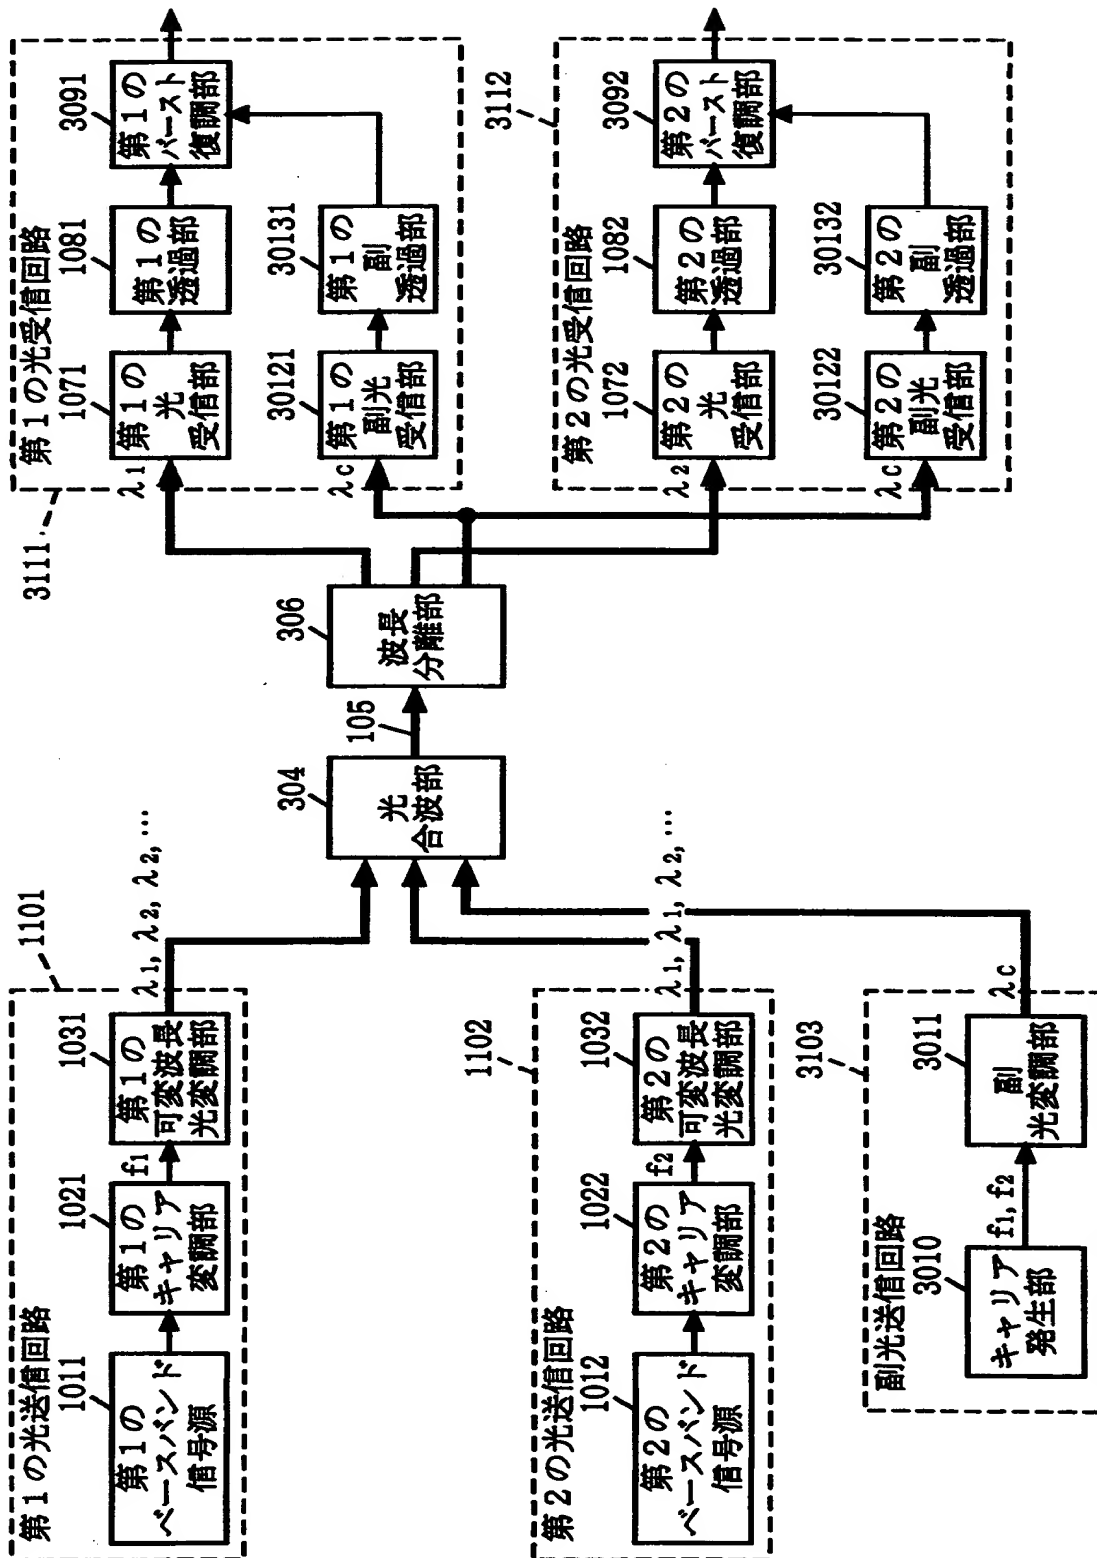 第1の光送信回路
1101
1011
第1の
ベースバンド
信号源
1021
第1の
キャリア
変調部
f1
1031
第1の
可変波長
光変調部
λ1, λ2, λ2, …
第2の光送信回路
1102
1012
第2の
ベースバンド
信号源
1022
第2の
キャリア
変調部
f2
1032
第2の
可変波長
光変調部
λ1, λ1, λ2, …
副光送信回路
3103
3010
キャリア
発生部
f1, f2
3011
副
光変調部
λc
304
光
合波部
105
306
波長
分離部
3111
第1の光受信回路
λ1
1071
第1の
光
受信部
1081
第1の
透過部
3091
第1の
バースト
復調部
λc
30121
第1の
副光
受信部
30131
第1の
副
透過部
3112
第2の光受信回路
λ2
1072
第2の
光
受信部
1082
第2の
透過部
3092
第2の
バースト
復調部
λc
30122
第2の
副光
受信部
30132
第2の
副
透過部